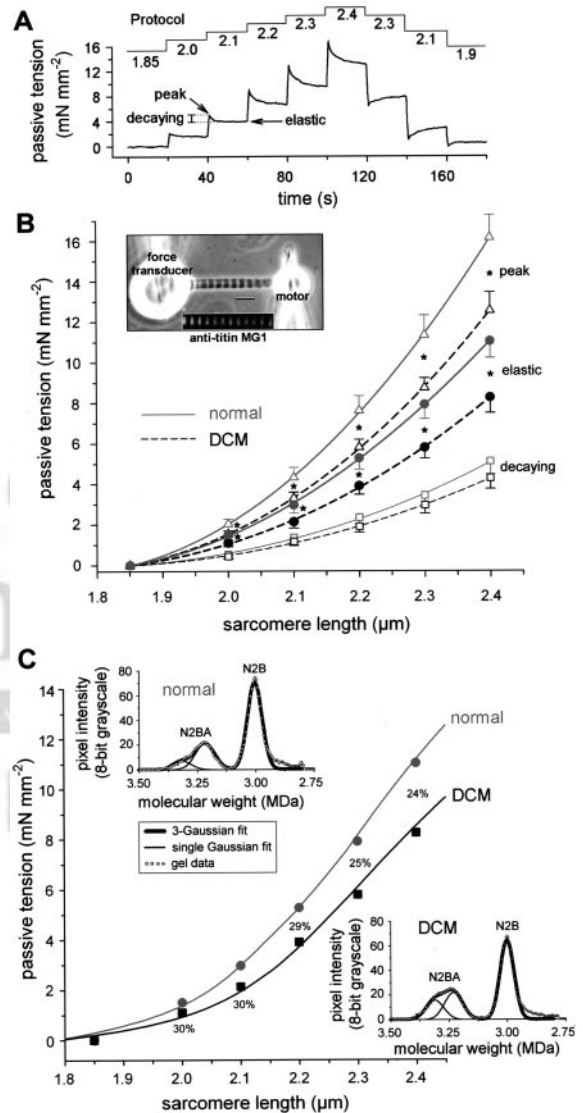 A
Protocol
1.85
2.0
2.1
2.2
2.3
2.4
2.3
2.1
1.9
passive tension
(mN mm⁻²)
16
12
8
4
0
peak
decaying
elastic
0 40 80 120 160
time (s)
B
passive tension (mN mm⁻²)
16
14
12
10
8
6
4
2
0
force
transducer
motor
anti-titin MG1
normal
DCM
* peak
*
*
elastic
*
*
*
*
*
*
decaying
1.8 1.9 2.0 2.1 2.2 2.3 2.4
sarcomere length (µm)
C
passive tension (mN mm⁻²)
14
12
10
8
6
4
2
0
normal
pixel intensity
(8-bit grayscale)
80
60
40
20
0
N2B
N2BA
3.50 3.25 3.00 2.75
molecular weight (MDa)
3-Gaussian fit
single Gaussian fit
gel data
normal
DCM
24%
25%
29%
30%
30%
DCM
pixel intensity
(8-bit grayscale)
80
60
40
20
0
N2B
N2BA
3.50 3.25 3.00 2.75
molecular weight (MDa)
1.8 1.9 2.0 2.1 2.2 2.3 2.4
sarcomere length (µm)